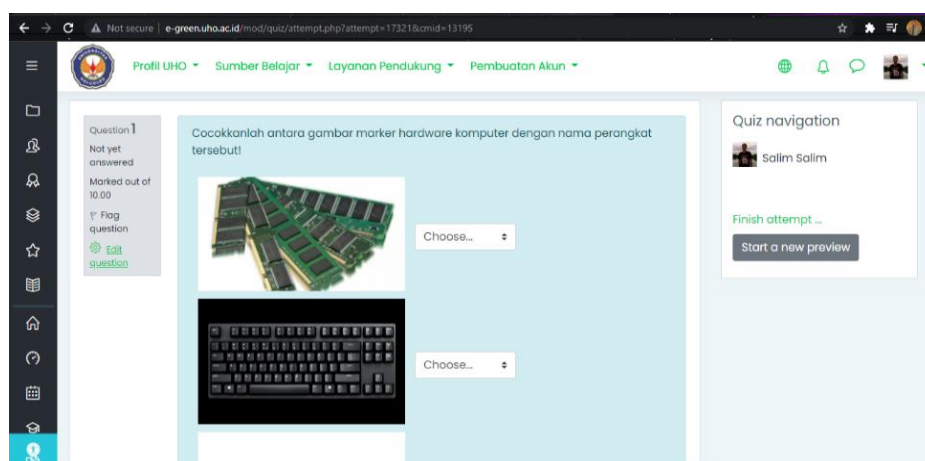 Not secure | e-green.uho.ac.id/mod/quiz/attempt.php?attempt=17321&cmid=13195
Profil UHO Sumber Belajar Layanan Pendukung Pembuatan Akun
Question 1
Not yet
answered
Marked out of
10.00
Flag
question
Edit
question
Cocokkanlah antara gambar marker hardware komputer dengan nama perangkat
tersebut!
Choose...
Choose...
Quiz navigation
Salim Salim
Finish attempt ...
Start a new preview